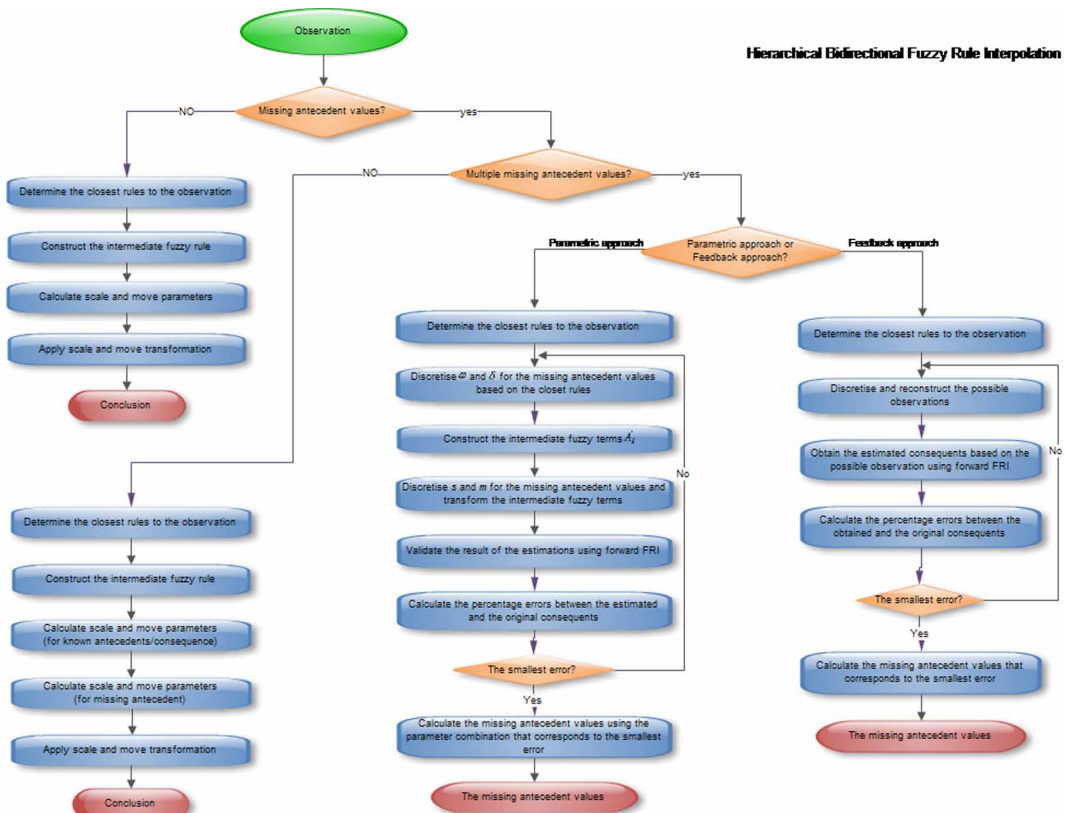 Observation
Hierarchical Bidirectional Fuzzy Rule Interpolation
Missing antecedent values?
NO
yes
Multiple missing antecedent values?
NO
yes
Determine the closest rules to the observation
Construct the intermediate fuzzy rule
Calculate scale and move parameters
Apply scale and move transformation
Conclusion
Parametric approach or
Feedback approach?
Parametric approach
Feedback approach
Determine the closest rules to the observation
Construct the intermediate fuzzy rule
Calculate scale and move parameters
(for known antecedents/consequence)
Calculate scale and move parameters
(for missing antecedent)
Apply scale and move transformation
Conclusion
Determine the closest rules to the observation
Discretise ω and δ for the missing antecedent values
based on the closet rules
Construct the intermediate fuzzy terms
Discretise s and m for the missing antecedent values and
transform the intermediate fuzzy terms
Validate the result of the estimations using forward FRI
Calculate the percentage errors between the estimated
and the original consequents
The smallest error?
No
Yes
Calculate the missing antecedent values using the
parameter combination that corresponds to the smallest
error
The missing antecedent values
Determine the closest rules to the observation
Discretise and reconstruct the possible
observations
Obtain the estimated consequents based on the
possible observation using forward FRI
Calculate the percentage errors between the
obtained and the original consequents
The smallest error?
No
Yes
Calculate the missing antecedent values that
corresponds to the smallest error
The missing antecedent values